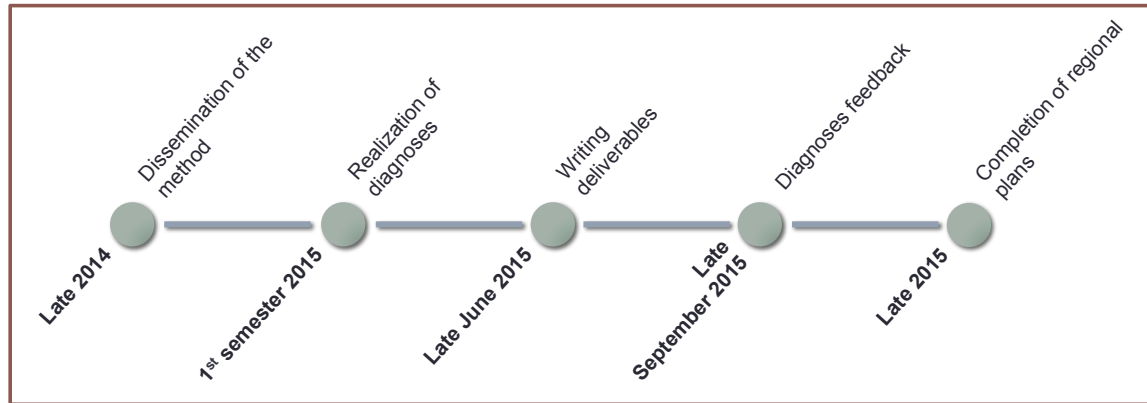 Dissemination of the
method
Late 2014
Realization of
diagnoses
1st semester 2015
Writing
deliverables
Late June 2015
Diagnoses feedback
Late
September 2015
Completion of regional
plans
Late 2015